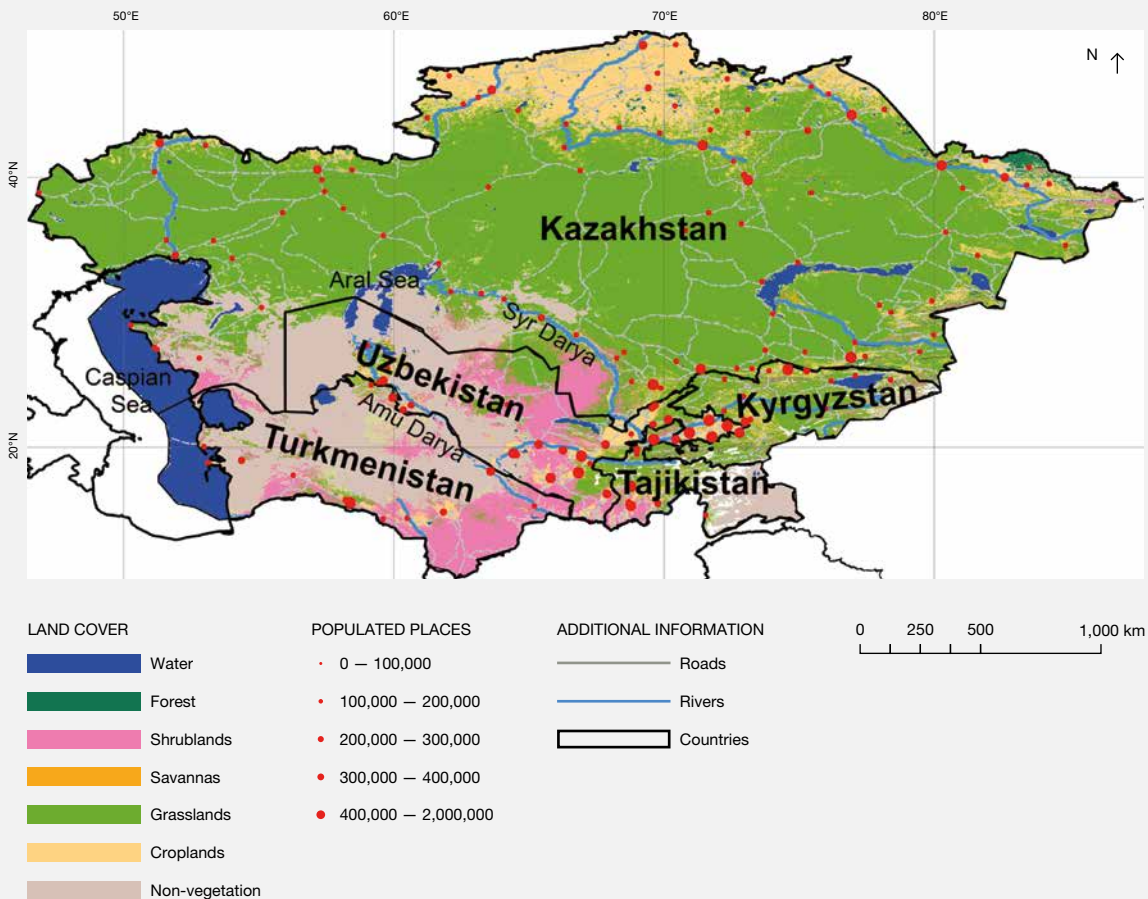 50°E 60°E 70°E 80°E
N
40°N
Kazakhstan
Aral Sea
Syr Darya
Uzbekistan
Caspian
Sea
Kyrgyzstan
Amu Darya
Turkmenistan
20°N
Tajikistan
LAND COVER
Water
Forest
Shrublands
Savannas
Grasslands
Croplands
Non-vegetation
POPULATED PLACES
0 — 100,000
100,000 — 200,000
200,000 — 300,000
300,000 — 400,000
400,000 — 2,000,000
ADDITIONAL INFORMATION
Roads
Rivers
Countries
0 250 500 1,000 km